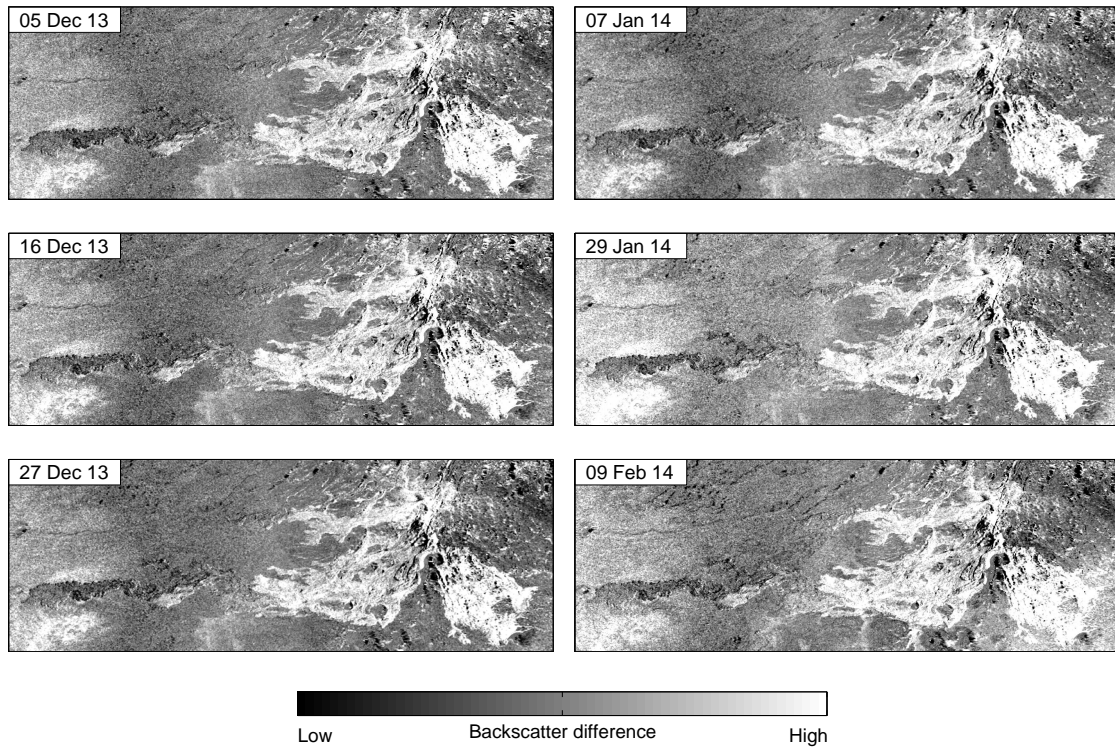 05 Dec 13
07 Jan 14
16 Dec 13
29 Jan 14
27 Dec 13
09 Feb 14
Low
Backscatter difference
High